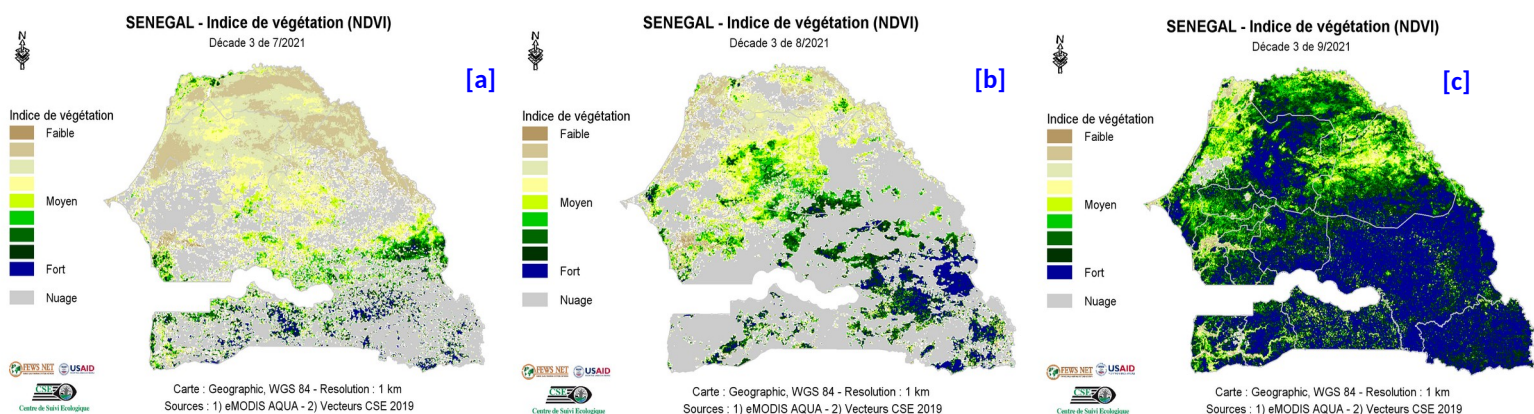 SENEGAL - Indice de végétation (NDVI)
Décade 3 de 7/2021
[a]
N
Indice de végétation
Faible
Moyen
Fort
Nuage
FEWS NET
USAID
CSE
Centre de Suivi Ecologique
Carte : Geographic, WGS 84 - Resolution : 1 km
Sources : 1) eMODIS AQUA - 2) Vecteurs CSE 2019
SENEGAL - Indice de végétation (NDVI)
Décade 3 de 8/2021
[b]
N
Indice de végétation
Faible
Moyen
Fort
Nuage
FEWS NET
USAID
CSE
Centre de Suivi Ecologique
Carte : Geographic, WGS 84 - Resolution : 1 km
Sources : 1) eMODIS AQUA - 2) Vecteurs CSE 2019
SENEGAL - Indice de végétation (NDVI)
Décade 3 de 9/2021
[c]
N
Indice de végétation
Faible
Moyen
Fort
Nuage
FEWS NET
USAID
CSE
Centre de Suivi Ecologique
Carte : Geographic, WGS 84 - Resolution : 1 km
Sources : 1) eMODIS AQUA - 2) Vecteurs CSE 2019